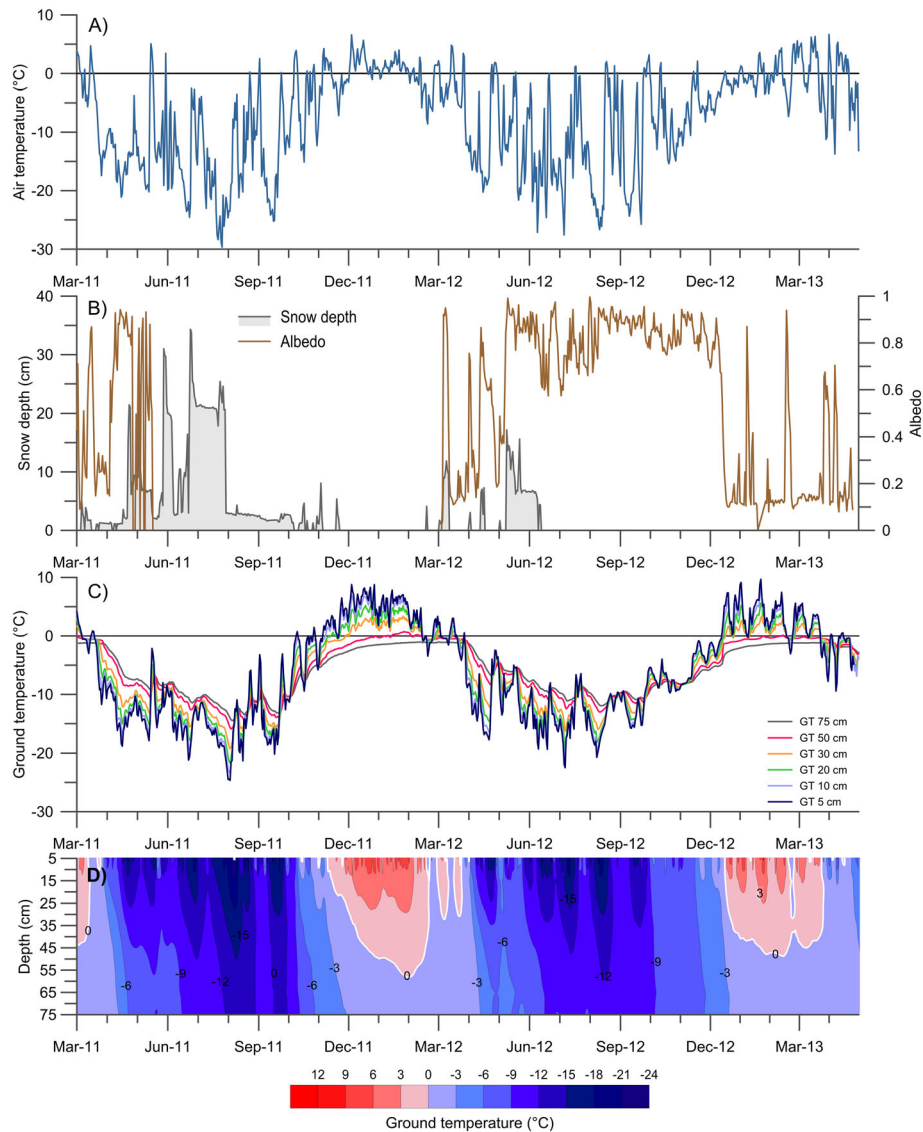 A)
Air temperature (°C)
10
0
-10
-20
-30
Mar-11 Jun-11 Sep-11 Dec-11 Mar-12 Jun-12 Sep-12 Dec-12 Mar-13
B)
Snow depth (cm)
40
30
20
10
0
Snow depth
Albedo
1
0.8
0.6
0.4
0.2
0
Albedo
Mar-11 Jun-11 Sep-11 Dec-11 Mar-12 Jun-12 Sep-12 Dec-12 Mar-13
C)
Ground temperature (°C)
10
0
-10
-20
-30
GT 75 cm
GT 50 cm
GT 30 cm
GT 20 cm
GT 10 cm
GT 5 cm
Mar-11 Jun-11 Sep-11 Dec-11 Mar-12 Jun-12 Sep-12 Dec-12 Mar-13
D)
Depth (cm)
5
15
25
35
45
55
65
75
0 -6 -9 -12 -15 0 -6 -3 0 -3 -6 -15 -12 -9 -3 3 0
Mar-11 Jun-11 Sep-11 Dec-11 Mar-12 Jun-12 Sep-12 Dec-12 Mar-13
12 9 6 3 0 -3 -6 -9 -12 -15 -18 -21 -24
Ground temperature (°C)